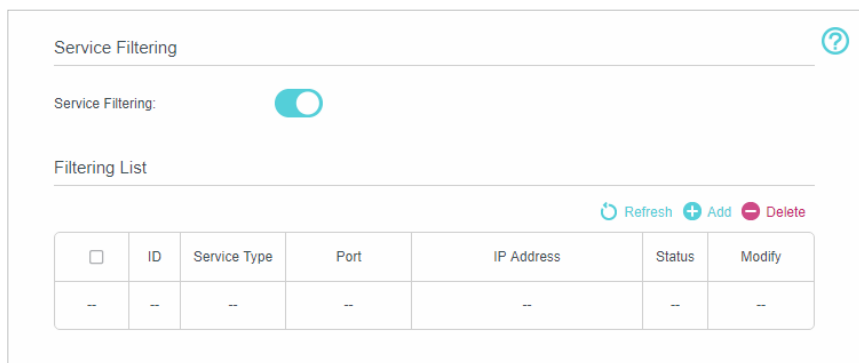 Service Filtering
?
Service Filtering:
Filtering List
Refresh Add Delete
ID Service Type Port IP Address Status Modify
-- -- -- -- -- -- --